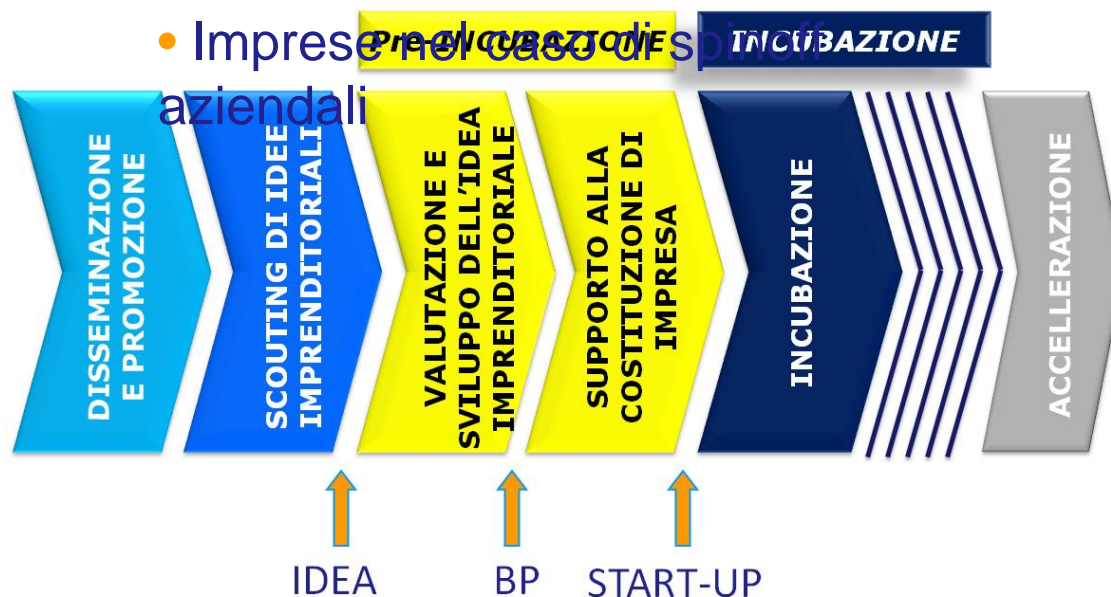 • Imprese nel caso di spinoff
aziendali
Pre-INCUBAZIONE
INCUBAZIONE
DISSEMINAZIONE
E PROMOZIONE
SCOUTING DI IDEE
IMPRENDITORIALI
VALUTAZIONE E
SVILUPPO DELL'IDEA
IMPRENDITORIALE
SUPPORTO ALLA
COSTITUZIONE DI
IMPRESA
INCUBAZIONE
ACCELLERAZIONE
IDEA
BP
START-UP